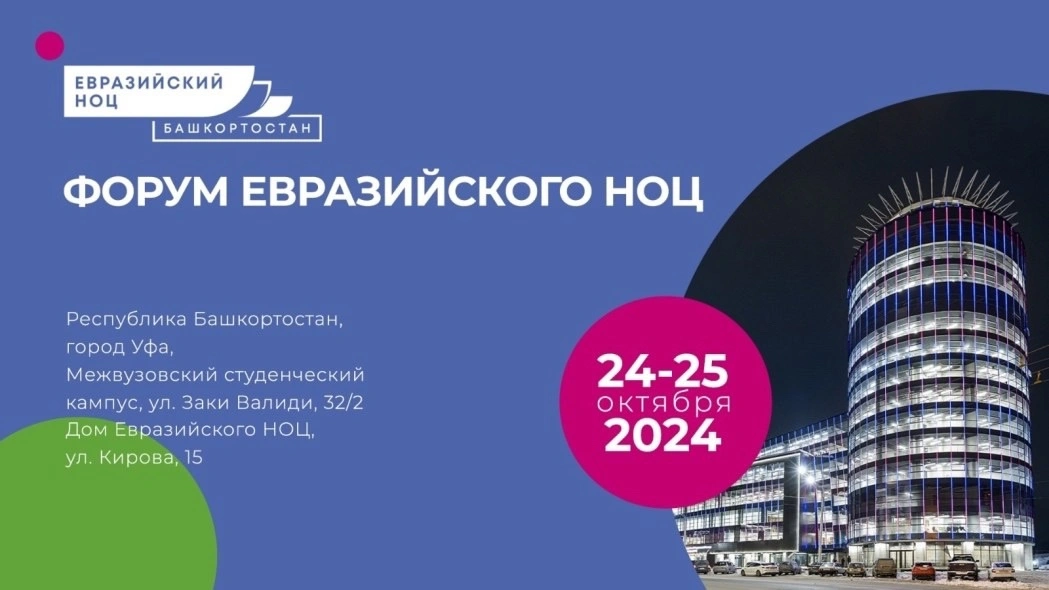 ЕВРАЗИЙСКИЙ
НОЦ
БАШКОРТОСТАН
ФОРУМ ЕВРАЗИЙСКОГО НОЦ
Республика Башкортостан,
город Уфа,
Межвузовский студенческий
кампус, ул. Заки Валиди, 32/2
Дом Евразийского НОЦ,
ул. Кирова, 15
24-25
октября
2024